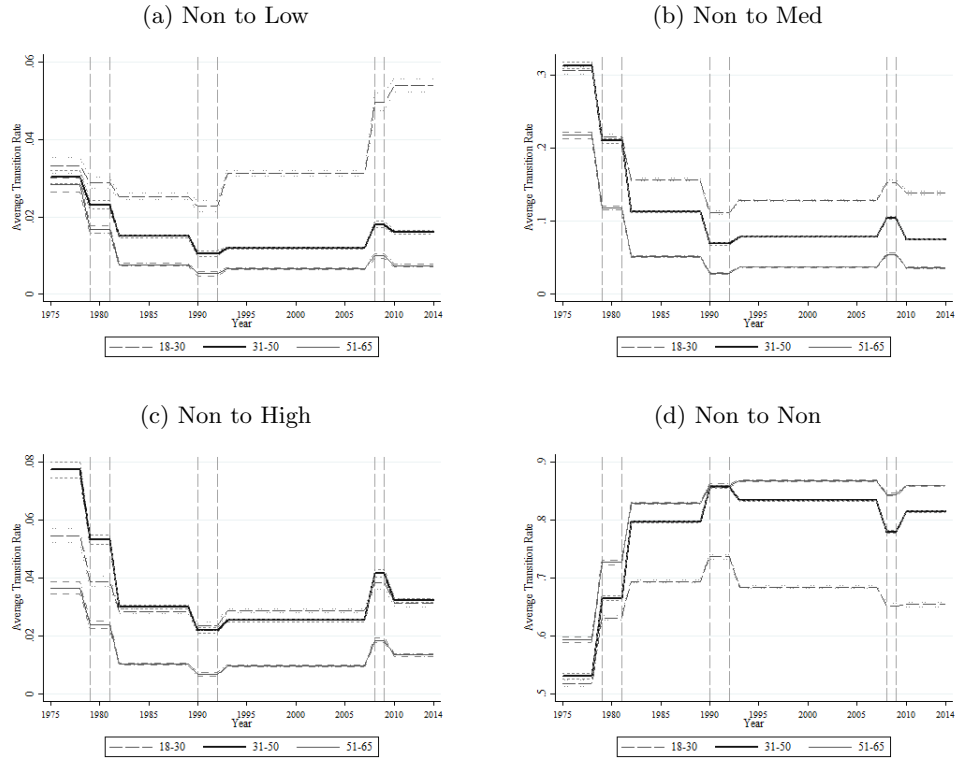 (a) Non to Low
Average Transition Rate
.06
.04
.02
0
1975 1980 1985 1990 1995 2000 2005 2010 2014
Year
18-30 31-50 51-65
(b) Non to Med
Average Transition Rate
.3
.2
.1
0
1975 1980 1985 1990 1995 2000 2005 2010 2014
Year
18-30 31-50 51-65
(c) Non to High
Average Transition Rate
.08
.06
.04
.02
0
1975 1980 1985 1990 1995 2000 2005 2010 2014
Year
18-30 31-50 51-65
(d) Non to Non
Average Transition Rate
.9
.8
.7
.6
.5
1975 1980 1985 1990 1995 2000 2005 2010 2014
Year
18-30 31-50 51-65